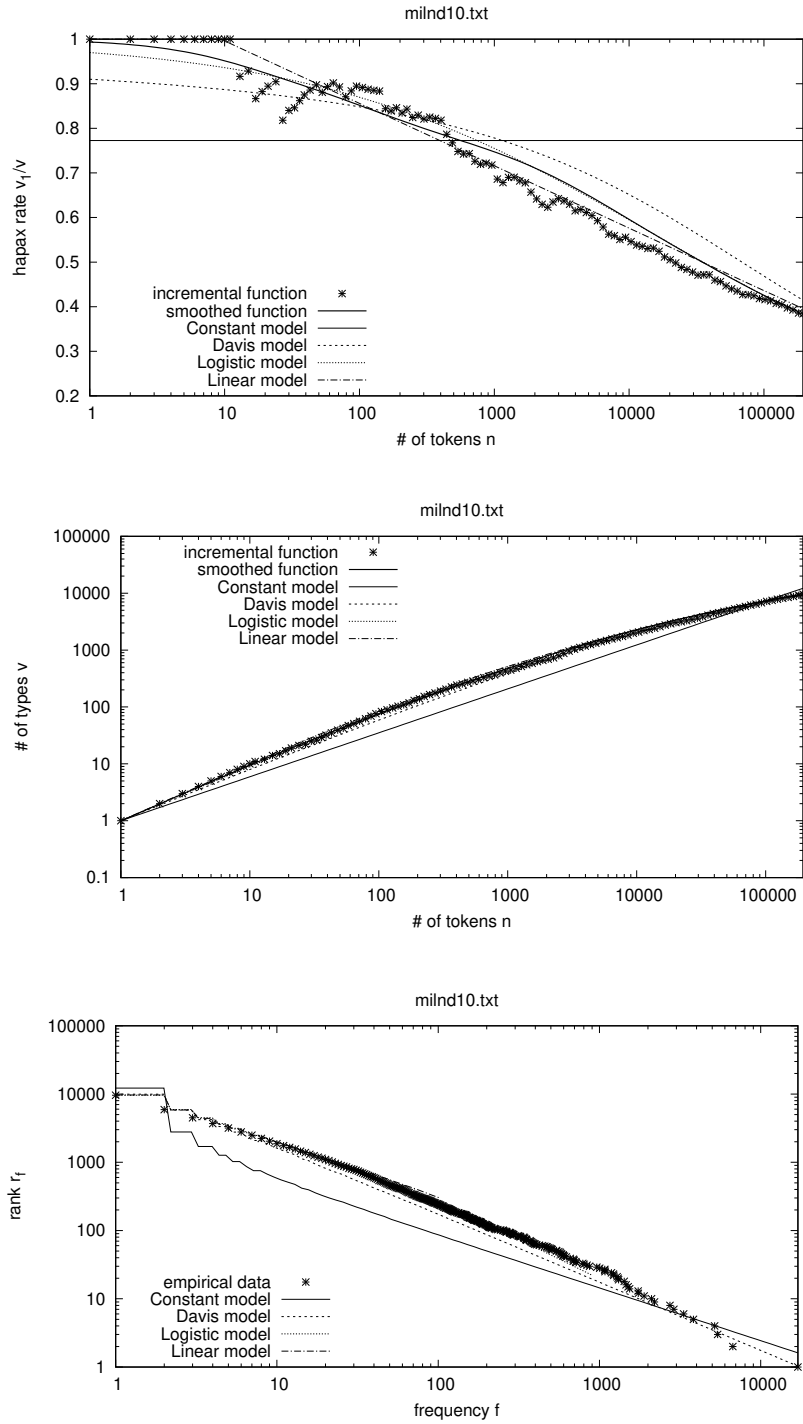 milnd10.txt
1
0.9
0.8
0.7
0.6
0.5
0.4
0.3
0.2
hapax rate v1/v
incremental function
smoothed function
Constant model
Davis model
Logistic model
Linear model
1 10 100 1000 10000 100000
# of tokens n
milnd10.txt
100000
10000
1000
100
10
1
0.1
# of types v
incremental function
smoothed function
Constant model
Davis model
Logistic model
Linear model
1 10 100 1000 10000 100000
# of tokens n
milnd10.txt
100000
10000
1000
100
10
1
rank rf
empirical data
Constant model
Davis model
Logistic model
Linear model
1 10 100 1000 10000
frequency f